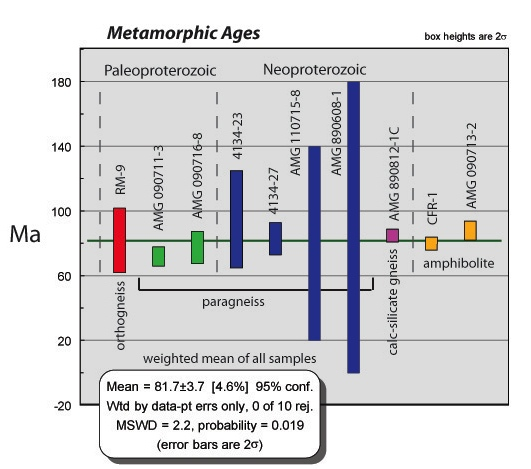 Metamorphic Ages
box heights are 2σ
Paleoproterozoic
Neoproterozoic
180
140
100
60
20
-20
Ma
RM-9
AMG 090711-3
AMG 090716-8
4134-23
4134-27
AMG 110715-8
AMG 890608-1
AMG 890812-1C
CFR-1
AMG 090713-2
orthogneiss
paragneiss
calc-silicate gneiss
amphibolite
weighted mean of all samples
Mean = 81.7±3.7 [4.6%] 95% conf.
Wtd by data-pt errs only, 0 of 10 rej.
MSWD = 2.2, probability = 0.019
(error bars are 2σ)